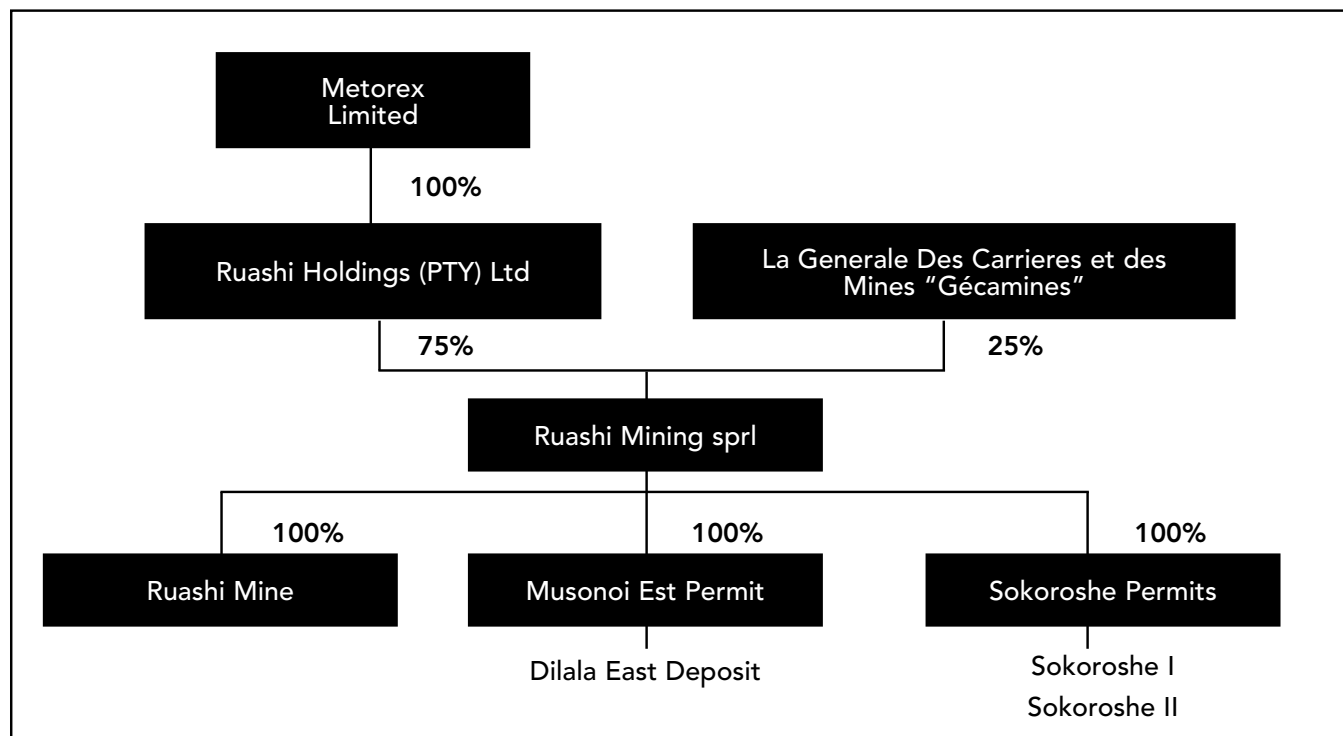 Metorex
Limited
100%
Ruashi Holdings (PTY) Ltd
La Generale Des Carrieres et des
Mines “Gécamines”
75%
25%
Ruashi Mining sprl
100%
100%
100%
Ruashi Mine
Musonoi Est Permit
Sokoroshe Permits
Dilala East Deposit
Sokoroshe I
Sokoroshe II